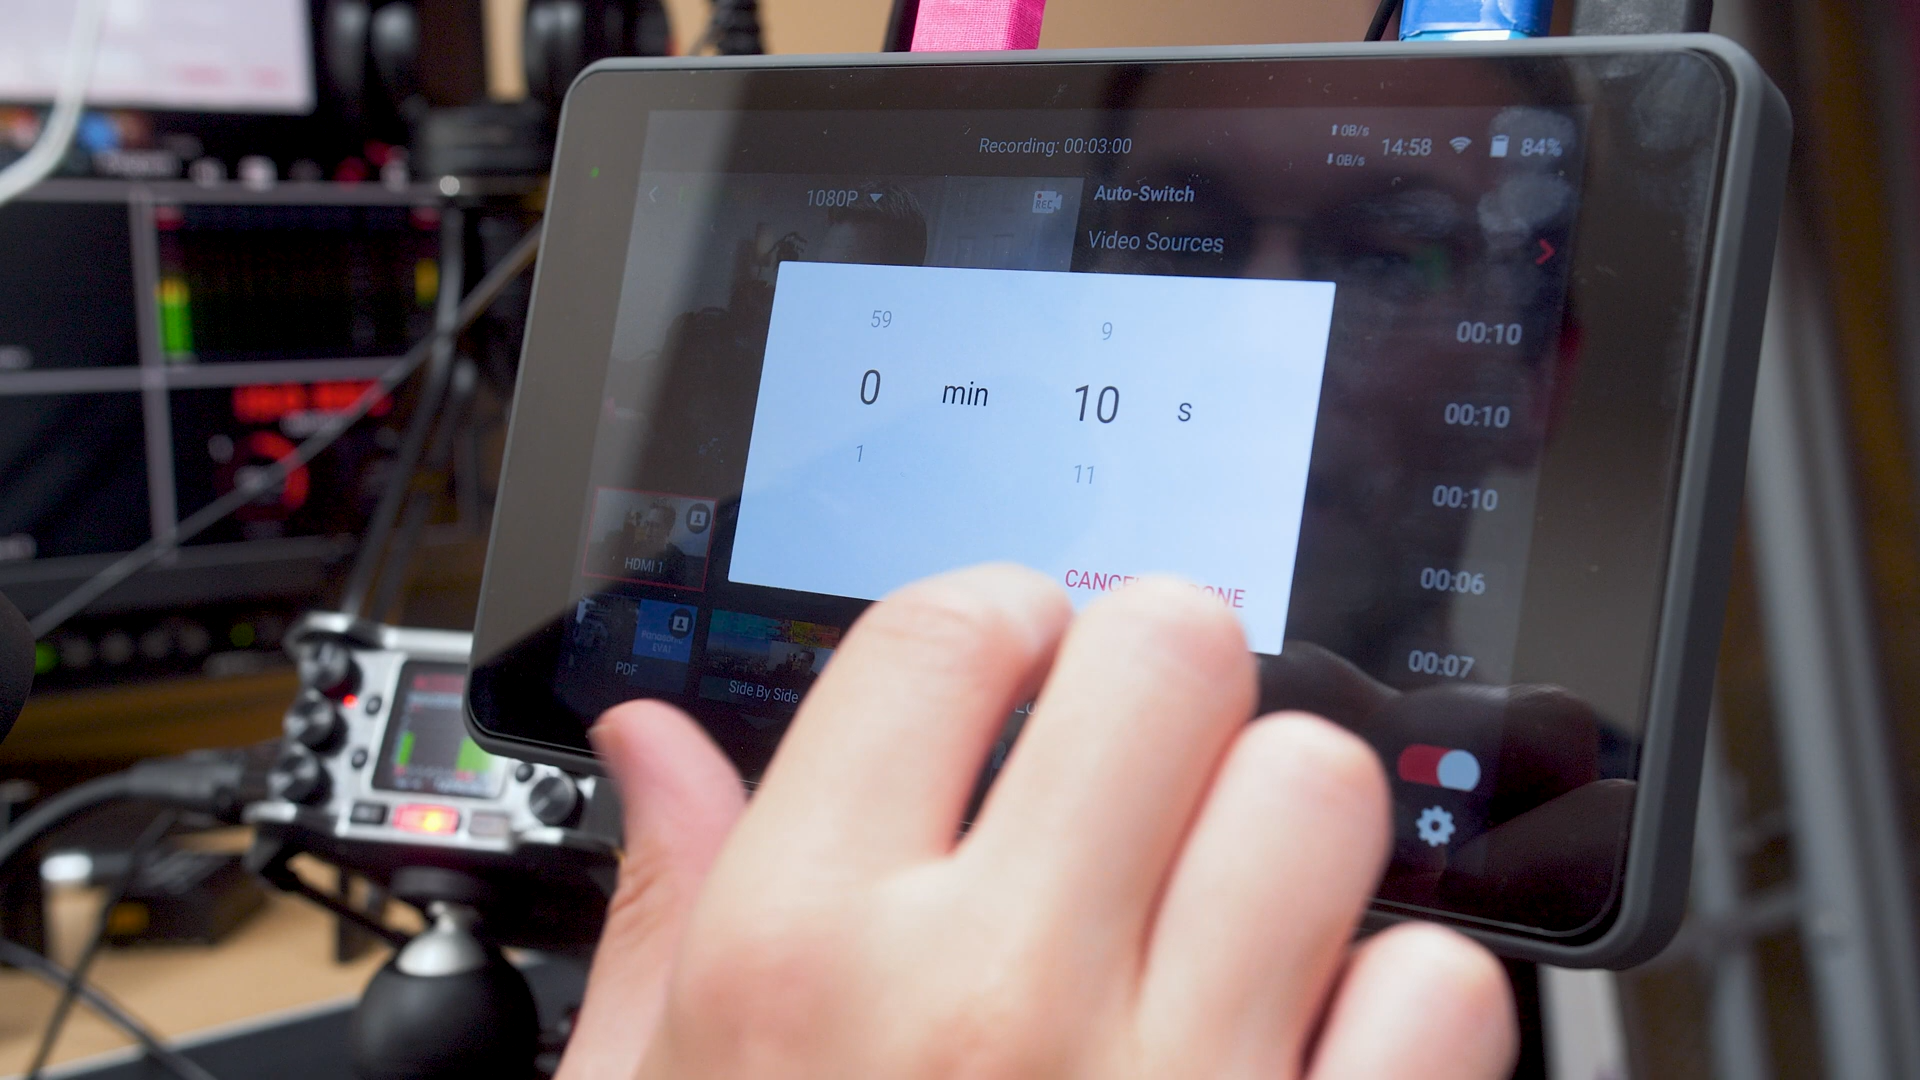 Recording: 00:03:00
0B/s
0B/s
14:58
84%
1080P
REC
Auto-Switch
Video Sources
59
9
0 min 10 s
1
11
00:10
00:10
00:10
00:06
00:07
HDMI 1
PDF
Side By Side